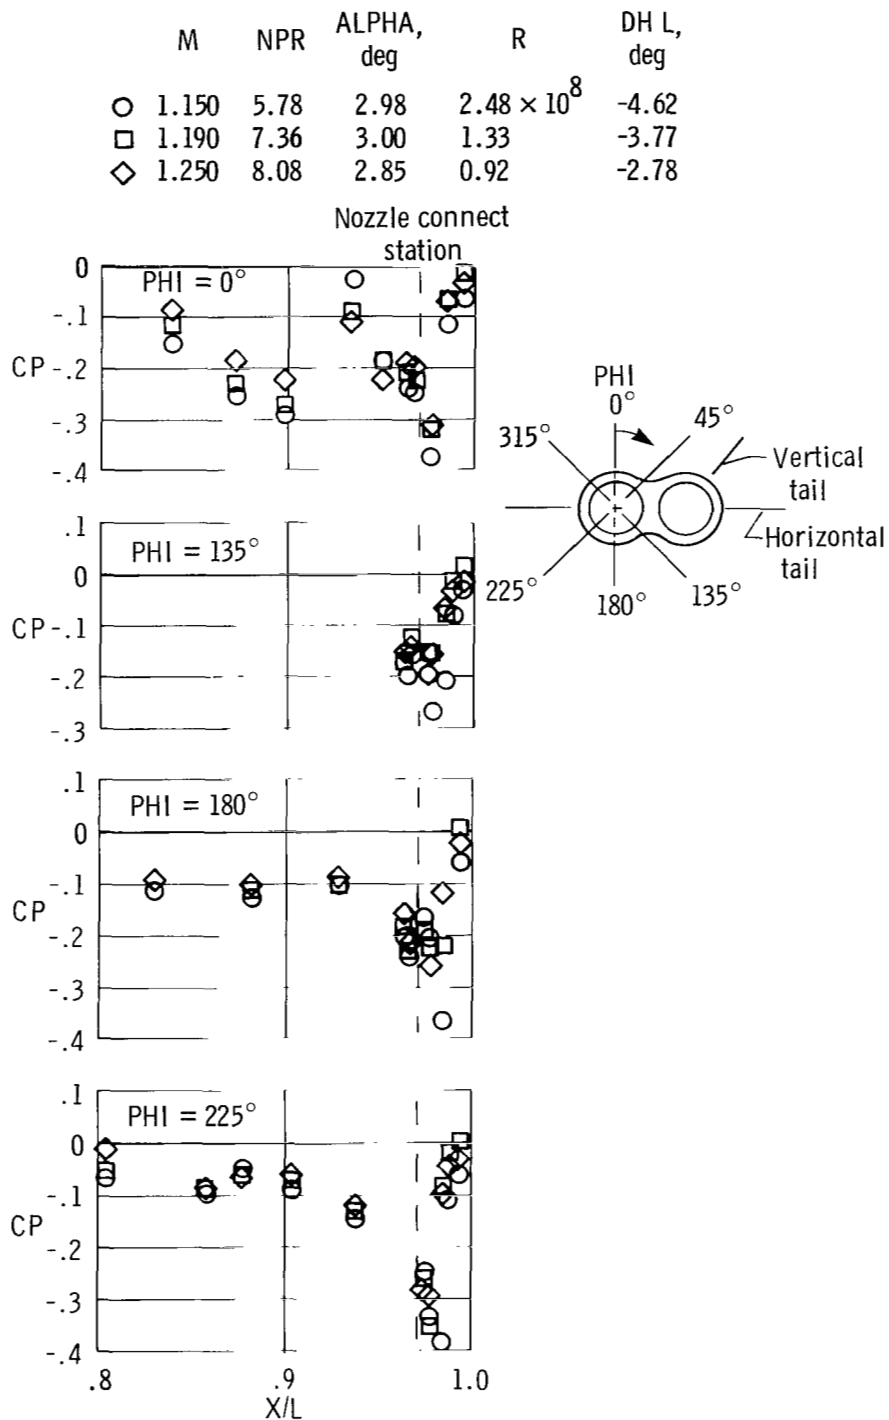 M NPR ALPHA, deg R DH L, deg
1.150 5.78 2.98 2.48 × 10⁸ -4.62
1.190 7.36 3.00 1.33 -3.77
1.250 8.08 2.85 0.92 -2.78
Nozzle connect
station
0
PHI = 0°
-.1
CP -.2
-.3
-.4
.1
PHI = 135°
0
CP -.1
-.2
-.3
.1
PHI = 180°
0
-.1
CP
-.2
-.3
-.4
.1
PHI = 225°
0
-.1
CP
-.2
-.3
-.4
.8 .9 1.0
X/L
PHI
0°
45°
315°
Vertical
tail
Horizontal
tail
225°
180°
135°